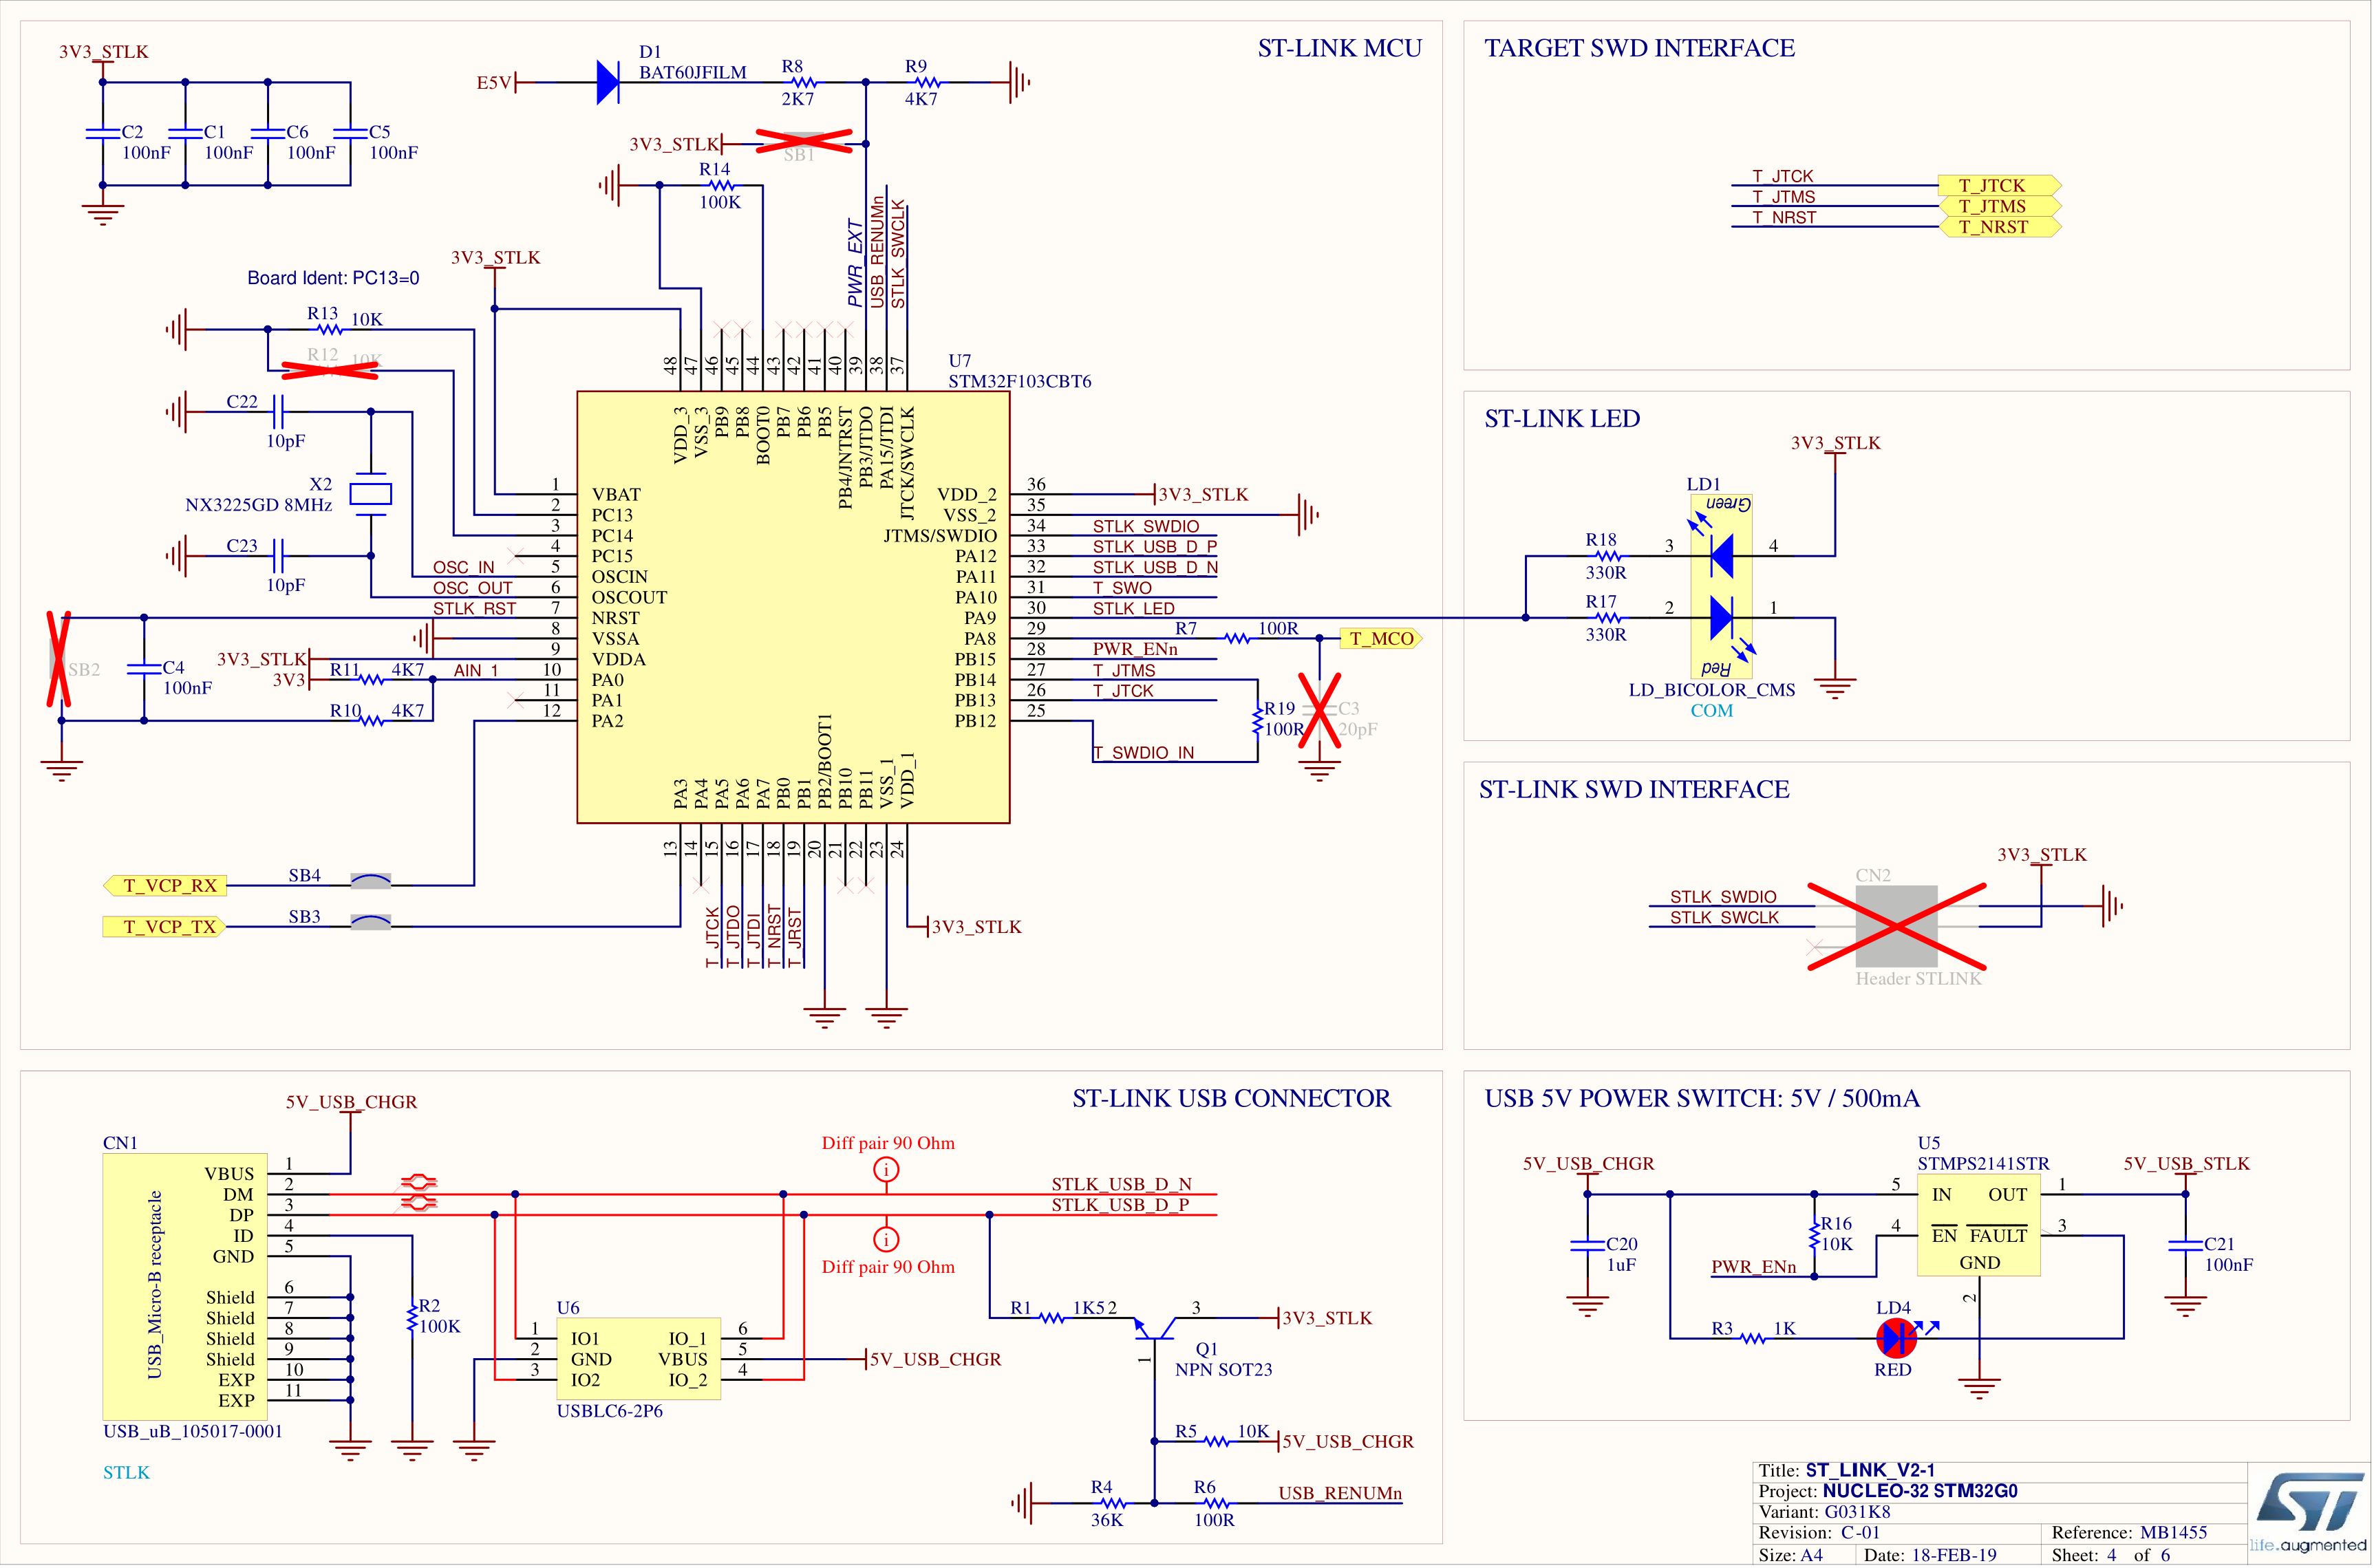 ST-LINK MCU
3V3_STLK
C2
100nF
C1
100nF
C6
100nF
C5
100nF
E5V
D1
BAT60JFILM
R8
2K7
R9
4K7
3V3_STLK
SB1
R14
100K
PWR_EXT
USB_RENUMn
STLK_SWCLK
3V3_STLK
Board Ident: PC13=0
R13
10K
R12
10K
C22
10pF
X2
NX3225GD 8MHz
C23
10pF
OSC_IN
OSC_OUT
STLK_RST
SB2
C4
100nF
3V3_STLK
3V3
R11
4K7
AIN_1
R10
4K7
U7
STM32F103CBT6
48
47
46
45
44
43
42
41
40
39
38
37
VDD_3
VSS_3
PB9
PB8
BOOT0
PB7
PB6
PB5
PB4/JNTRST
PB3/JTDO
PA15/JTDI
JTCK/SWCLK
1 VBAT
2 PC13
3 PC14
4 PC15
5 OSCIN
6 OSCOUT
7 NRST
8 VSSA
9 VDDA
10 PA0
11 PA1
12 PA2
VDD_2 36 3V3_STLK
VSS_2 35
JTMS/SWDIO 34 STLK_SWDIO
PA12 33 STLK_USB_D_P
PA11 32 STLK_USB_D_N
PA10 31 T_SWO
PA9 30 STLK_LED
PA8 29 R7 100R T_MCO
PB15 28 PWR_ENn
PB14 27 T_JTMS
PB13 26 T_JTCK
PB12 25
T_SWDIO_IN
R19
100R
C3
20pF
PA3
PA4
PA5
PA6
PA7
PB0
PB1
PB2/BOOT1
PB10
PB11
VSS_1
VDD_1
13
14
15
16
17
18
19
20
21
22
23
24
T_JTCK
T_JTDO
T_JTDI
T_NRST
T_JRST
3V3_STLK
T_VCP_RX
SB4
T_VCP_TX
SB3
TARGET SWD INTERFACE
T_JTCK T_JTCK
T_JTMS T_JTMS
T_NRST T_NRST
ST-LINK LED
3V3_STLK
LD1
Green
R18
330R
3
4
R17
330R
2
1
Red
LD_BICOLOR_CMS
COM
ST-LINK SWD INTERFACE
3V3_STLK
CN2
STLK_SWDIO
STLK_SWCLK
Header STLINK
ST-LINK USB CONNECTOR
5V_USB_CHGR
CN1
USB_Micro-B receptacle
VBUS 1
DM 2
DP 3
ID 4
GND 5
Shield 6
Shield 7
Shield 8
Shield 9
EXP 10
EXP 11
USB_uB_105017-0001
STLK
R2
100K
Diff pair 90 Ohm
i
STLK_USB_D_N
STLK_USB_D_P
i
Diff pair 90 Ohm
U6
1 IO1 IO_1 6
2 GND VBUS 5 5V_USB_CHGR
3 IO2 IO_2 4
USBLC6-2P6
R1 1K5 2
3 3V3_STLK
1
Q1
NPN SOT23
R5 10K 5V_USB_CHGR
R4
36K
R6
100R
USB_RENUMn
USB 5V POWER SWITCH: 5V / 500mA
5V_USB_CHGR
U5
STMPS2141STR
5V_USB_STLK
5 IN OUT 1
4 EN FAULT 3
GND
2
C20
1uF
R16
10K
PWR_ENn
C21
100nF
R3 1K
LD4
RED
Title: ST_LINK_V2-1
Project: NUCLEO-32 STM32G0
Variant: G031K8
Revision: C-01 Reference: MB1455
Size: A4 Date: 18-FEB-19 Sheet: 4 of 6
ST
life.augmented